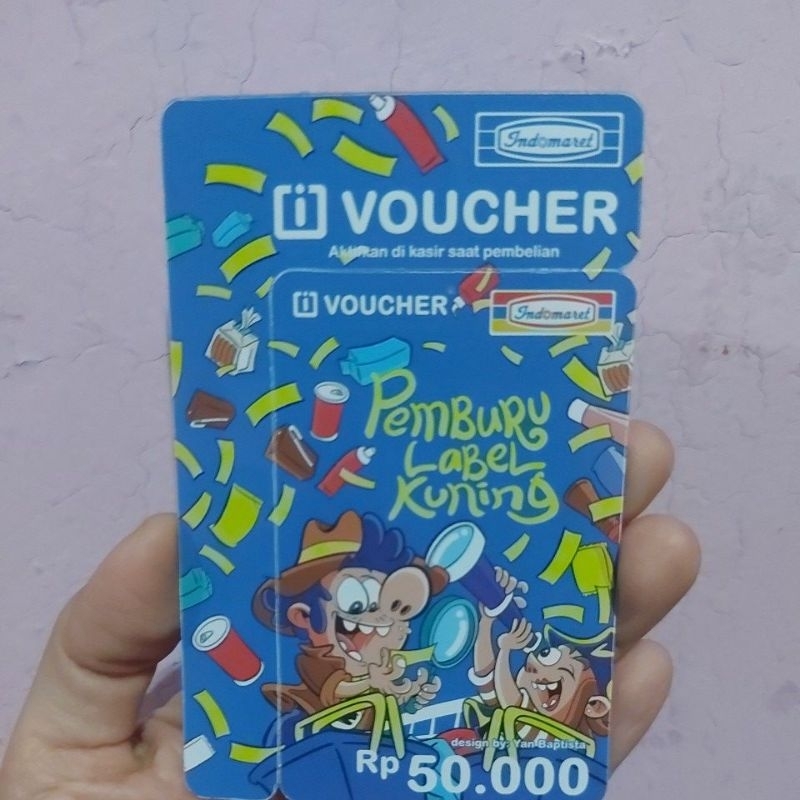 Indomaret
[i] VOUCHER
Aktifkan di kasir saat pembelian
[i] VOUCHER
Indomaret
PEMBURU
LABEL
KUNING
design by: Yan Baptista
Rp 50.000